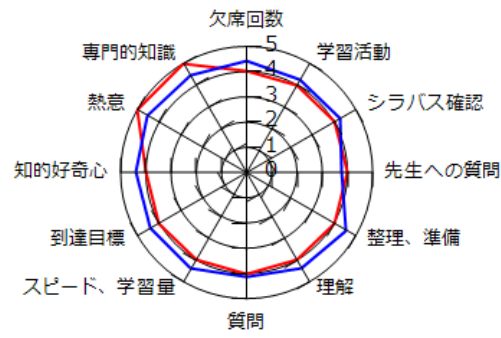 欠席回数
学習活動
シラバス確認
先生への質問
整理、準備
理解
質問
スピード、学習量
到達目標
知的好奇心
熱意
専門的知識
5
4
3
2
1
0